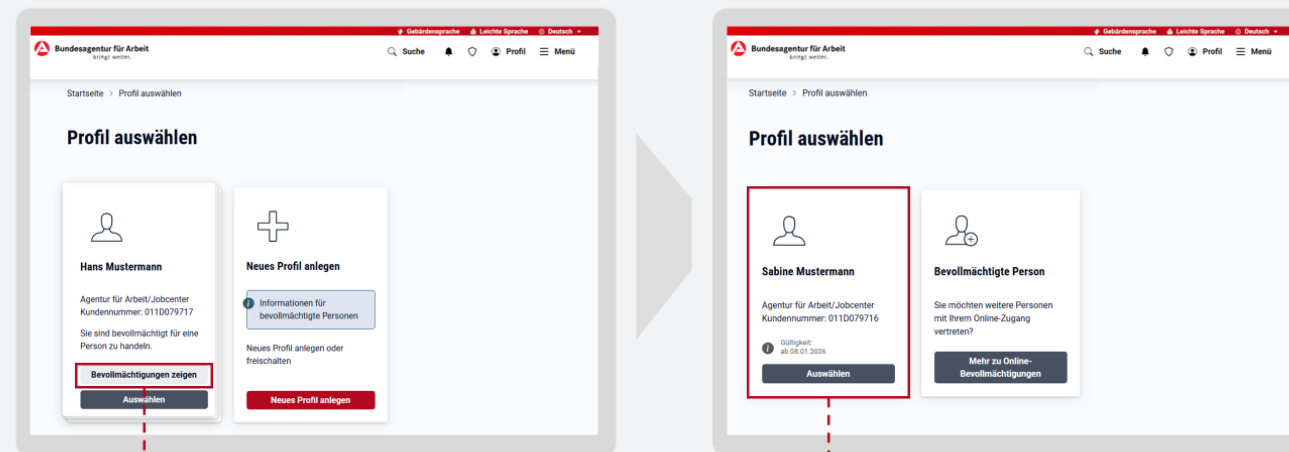 Gebärdensprache Leichte Sprache Deutsch
Bundesagentur für Arbeit
bringt weiter.
Suche Profil Menü
Startseite > Profil auswählen
Profil auswählen
Hans Mustermann
Agentur für Arbeit/Jobcenter
Kundennummer: 011D079717
Sie sind bevollmächtigt für eine
Person zu handeln.
Bevollmächtigungen zeigen
Auswählen
Neues Profil anlegen
Informationen für
bevollmächtigte Personen
Neues Profil anlegen oder
freischalten
Neues Profil anlegen
Gebärdensprache Leichte Sprache Deutsch
Bundesagentur für Arbeit
bringt weiter.
Suche Profil Menü
Startseite > Profil auswählen
Profil auswählen
Sabine Mustermann
Agentur für Arbeit/Jobcenter
Kundennummer: 011D079716
Gültigkeit:
ab 08.01.2026
Auswählen
Bevollmächtigte Person
Sie möchten weitere Personen
mit Ihrem Online-Zugang
vertreten?
Mehr zu Online-
Bevollmächtigungen